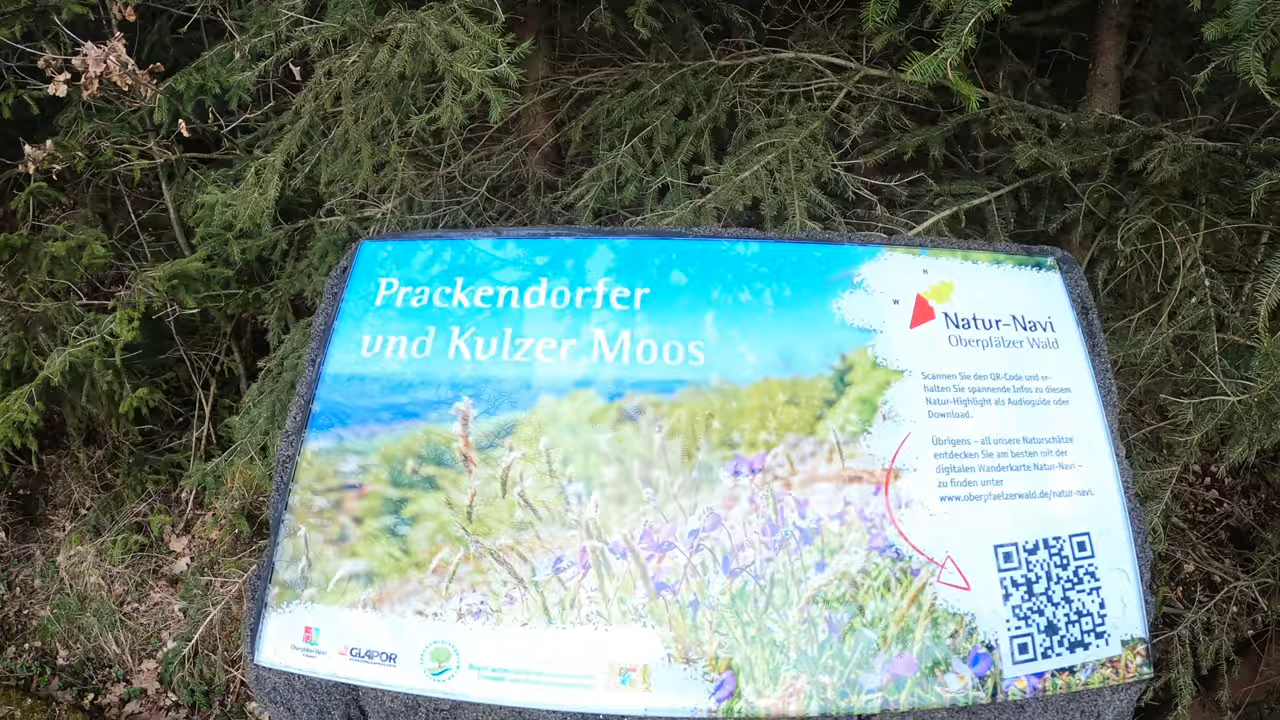 Prackendorfer
und Kulzer Moos
N
W
Natur-Navi
Oberpfälzer Wald
Scannen Sie den QR-Code und er-
halten Sie spannende Infos zu diesem
Natur-Highlight als Audioguide oder
Download.
Übrigens – all unsere Naturschätze
entdecken Sie am besten mit der
digitalen Wanderkarte Natur-Navi –
zu finden unter
www.oberpfaelzerwald.de/natur-navi.
Oberpfälzer Wald
GLAPOR